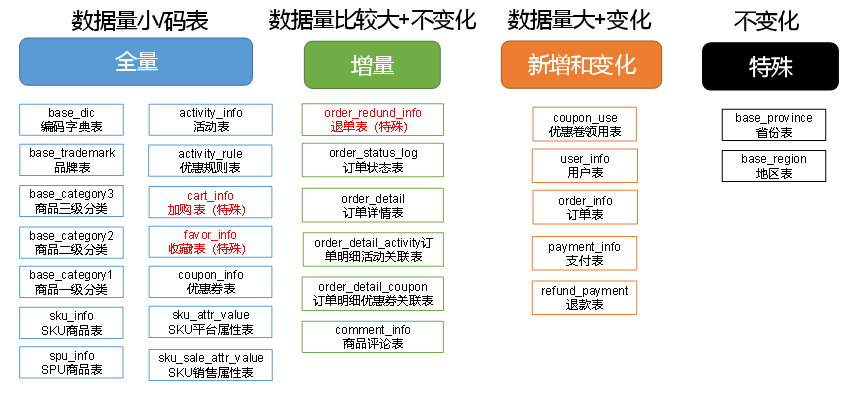 数据量小/码表
全量
base_dic
编码字典表
base_trademark
品牌表
base_category3
商品三级分类
base_category2
商品二级分类
base_category1
商品一级分类
sku_info
SKU商品表
spu_info
SPU商品表
activity_info
活动表
activity_rule
优惠规则表
cart_info
加购表（特殊）
favor_info
收藏表（特殊）
coupon_info
优惠券表
sku_attr_value
SKU平台属性表
sku_sale_attr_value
SKU销售属性表
数据量比较大+不变化
增量
order_redund_info
退单表（特殊）
order_status_log
订单状态表
order_detail
订单详情表
order_detail_activity订
单明细活动关联表
order_detail_coupon
订单明细优惠券关联表
comment_info
商品评论表
数据量大+变化
新增和变化
coupon_use
优惠卷领用表
user_info
用户表
order_info
订单表
payment_info
支付表
refund_payment
退款表
不变化
特殊
base_province
省份表
base_region
地区表